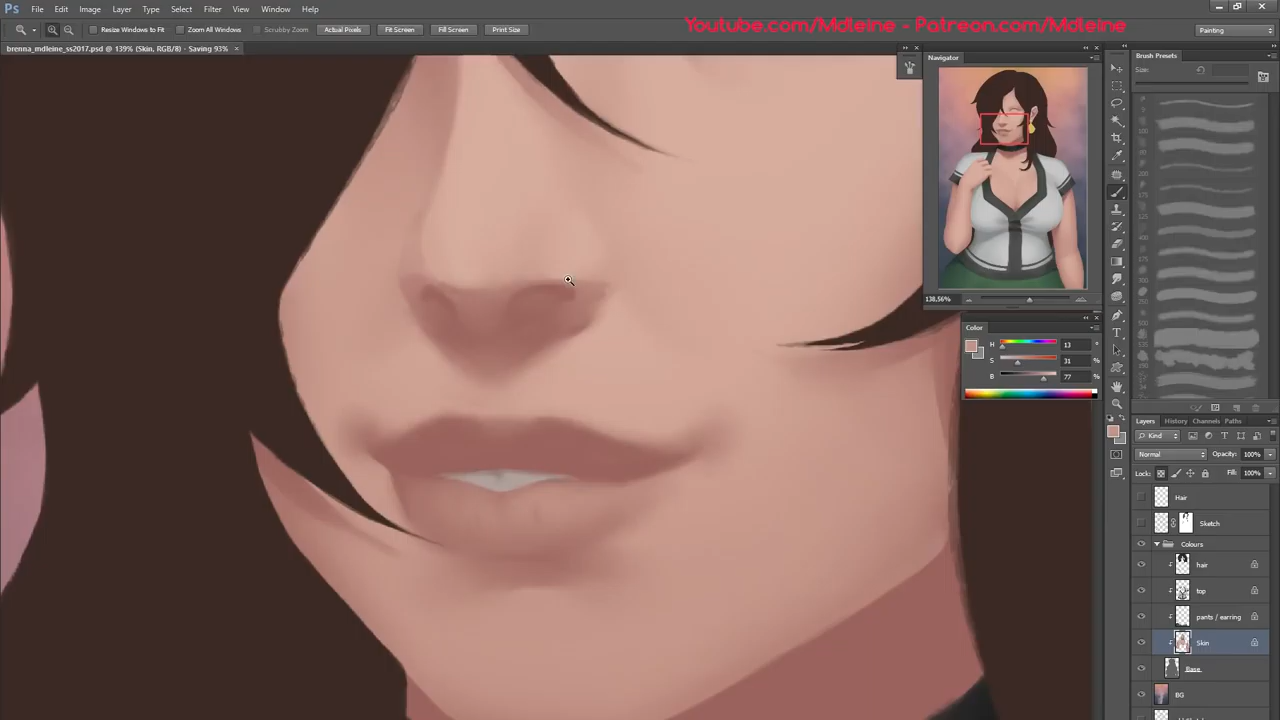 Ps File Edit Image Layer Type Select Filter View Window Help
Youtube.com/Mdleine - Patreon.com/Mdleine
Resize Windows to Fit Zoom All Windows Scrubby Zoom Actual Pixels Fit Screen Fill Screen Print Size Painting
brenna_mdleine_ss2017.psd @ 139% (Skin, RGB/8) - Saving 93% ×
Navigator
138,56%
Color
H 13 °
S 31 %
B 77 %
Brush Presets
Size:
Layers History Channels Paths
Kind
Normal Opacity: 100%
Lock: Fill: 100%
Hair
Sketch
Colours
hair
top
pants / earring
Skin
Base
BG